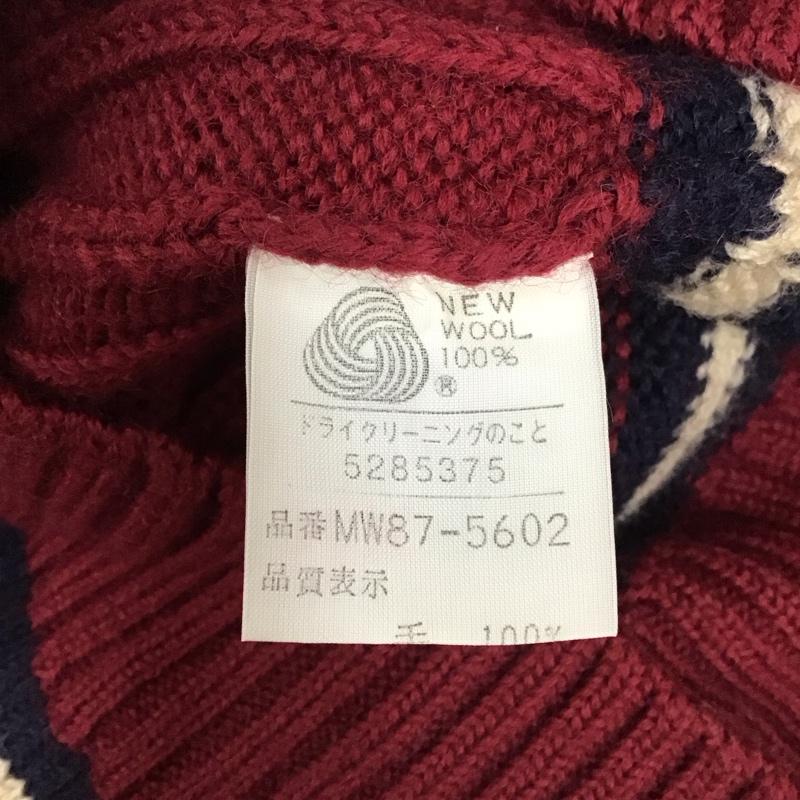 NEW
WOOL
100%
®
ドライクリーニングのこと
5285375
品番MW87-5602
品質表示
毛 100%